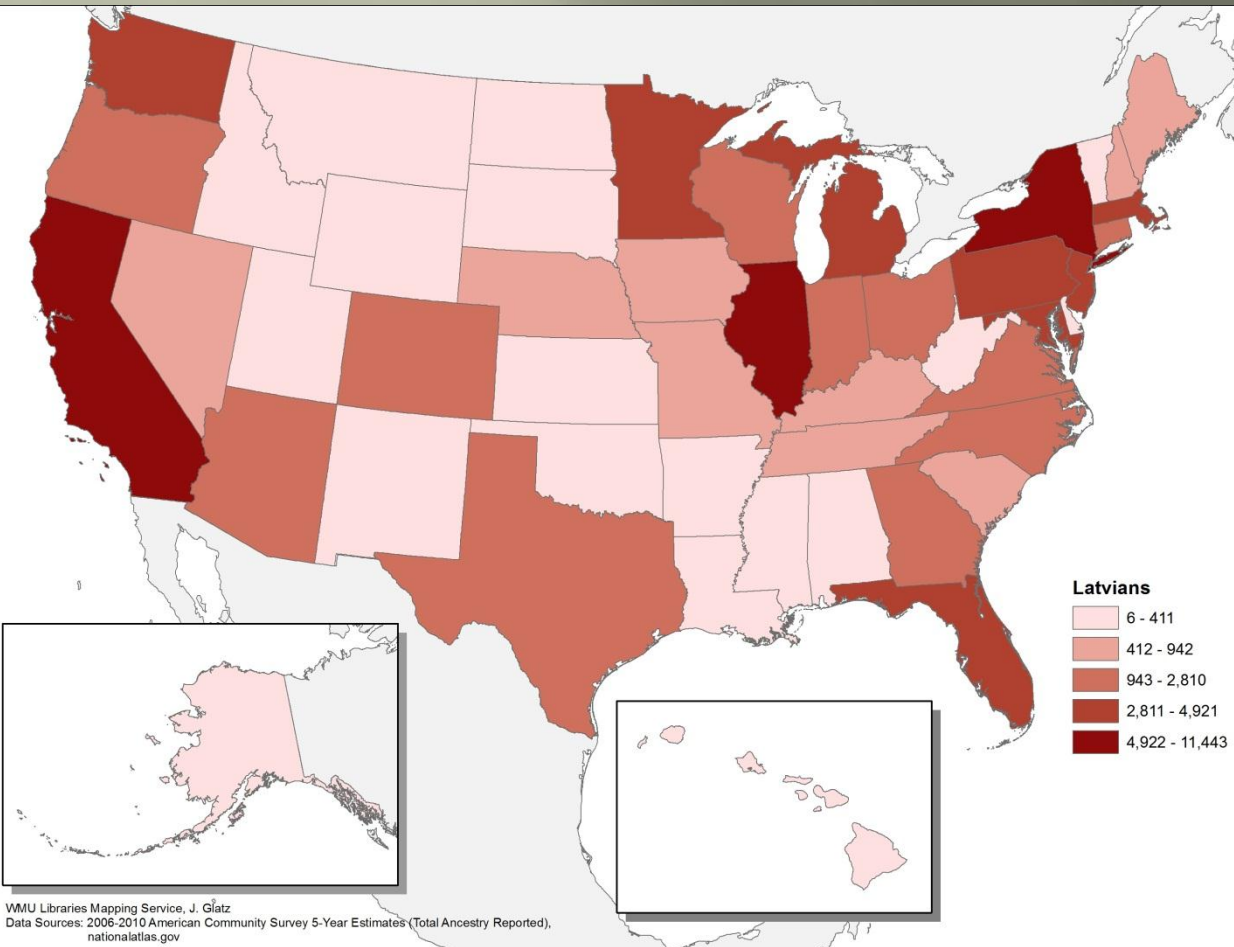 Latvians
6 - 411
412 - 942
943 - 2,810
2,811 - 4,921
4,922 - 11,443
WMU Libraries Mapping Service, J. Glatz
Data Sources: 2006-2010 American Community Survey 5-Year Estimates (Total Ancestry Reported),
nationalatlas.gov